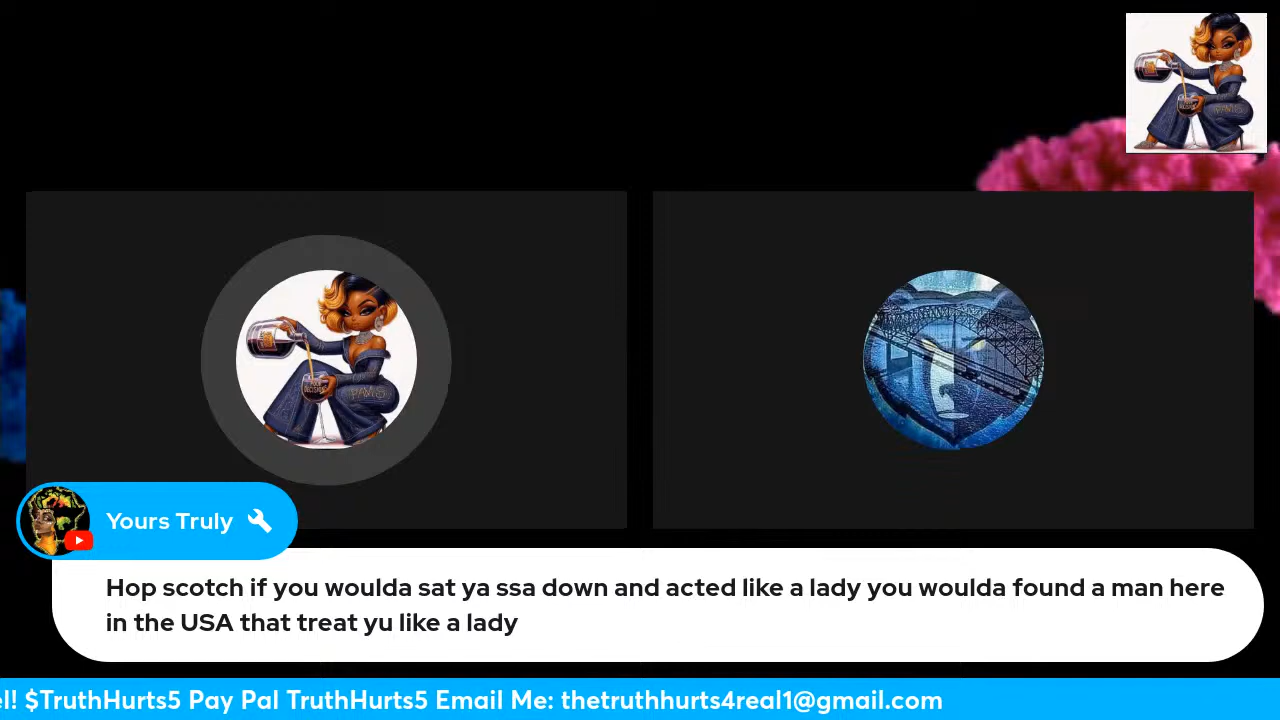 Yours Truly
Hop scotch if you woulda sat ya ssa down and acted like a lady you woulda found a man here
in the USA that treat yu like a lady
el! $TruthHurts5 Pay Pal TruthHurts5 Email Me: thetruthhurts4real1@gmail.com